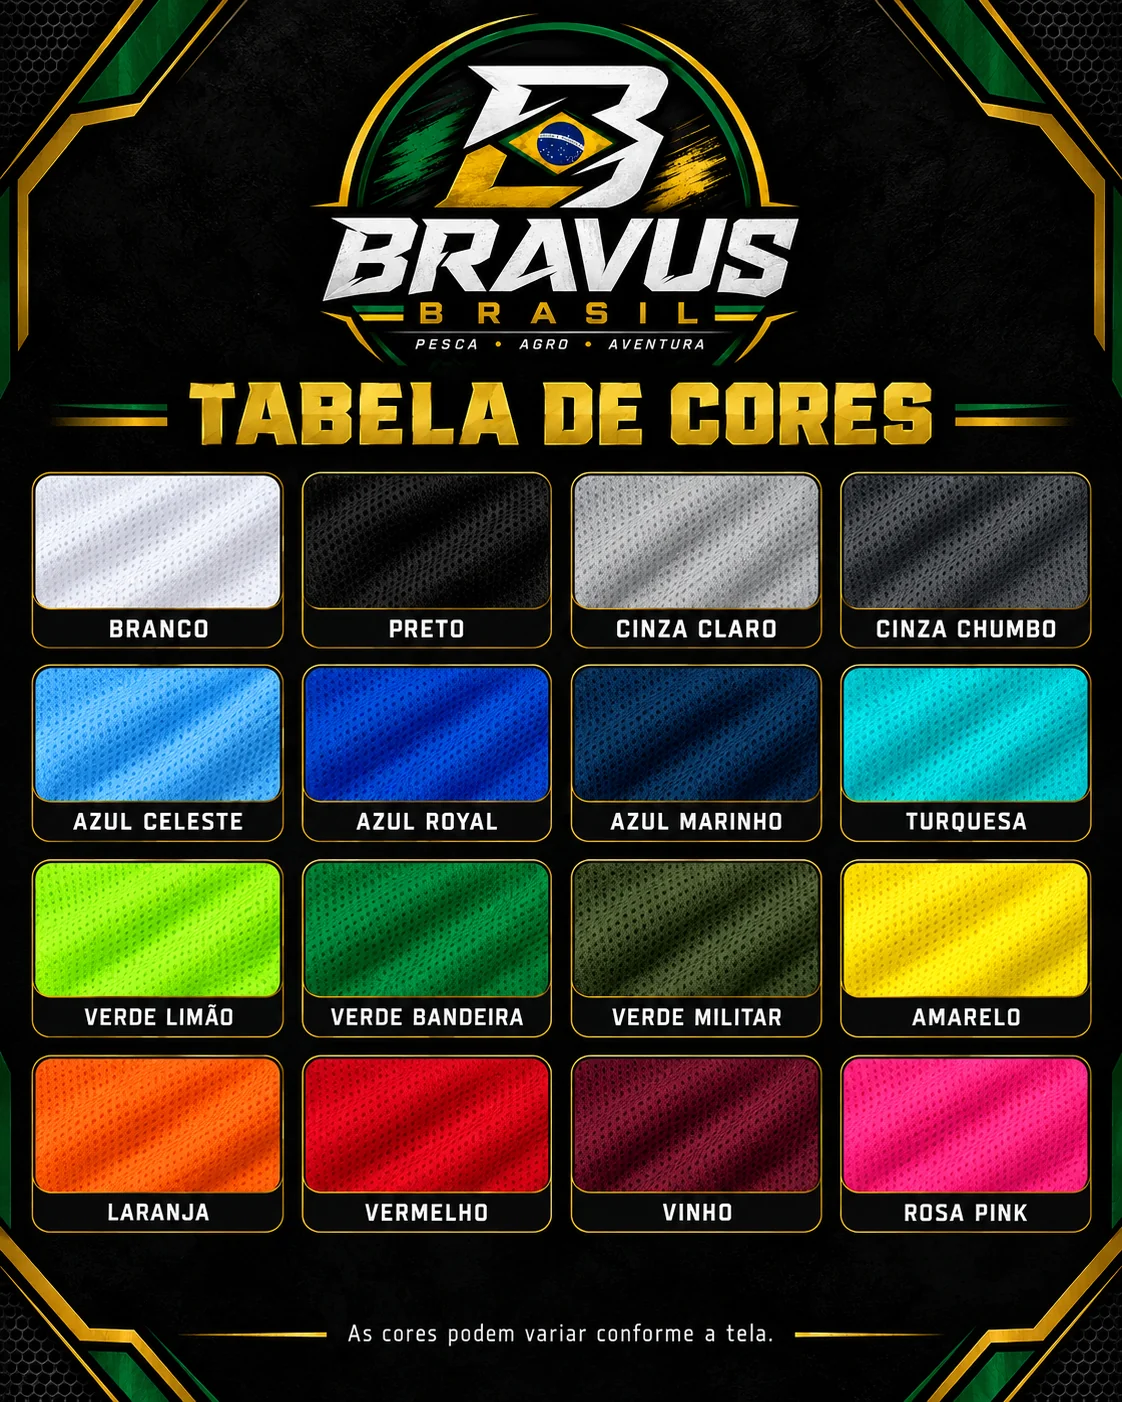 BRAVUS
BRASIL
PESCA • AGRO • AVENTURA
TABELA DE CORES
BRANCO
PRETO
CINZA CLARO
CINZA CHUMBO
AZUL CELESTE
AZUL ROYAL
AZUL MARINHO
TURQUESA
VERDE LIMÃO
VERDE BANDEIRA
VERDE MILITAR
AMARELO
LARANJA
VERMELHO
VINHO
ROSA PINK
As cores podem variar conforme a tela.